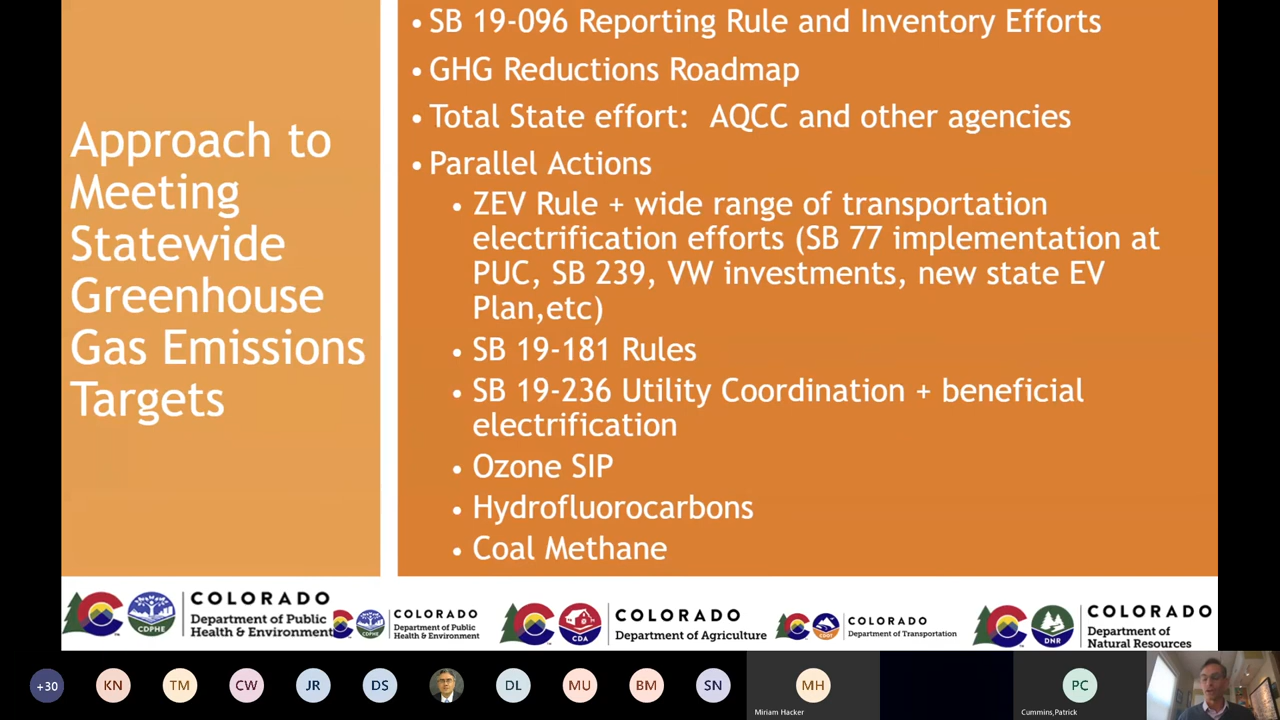 Approach to
Meeting
Statewide
Greenhouse
Gas Emissions
Targets
• SB 19-096 Reporting Rule and Inventory Efforts
• GHG Reductions Roadmap
• Total State effort: AQCC and other agencies
• Parallel Actions
• ZEV Rule + wide range of transportation
electrification efforts (SB 77 implementation at
PUC, SB 239, VW investments, new state EV
Plan,etc)
• SB 19-181 Rules
• SB 19-236 Utility Coordination + beneficial
electrification
• Ozone SIP
• Hydrofluorocarbons
• Coal Methane
CDPHE
COLORADO
Department of Public
Health & Environment
CDPHE
COLORADO
Department of Public
Health & Environment
CDA
COLORADO
Department of Agriculture
CDOT
COLORADO
Department of Transportation
DNR
COLORADO
Department of
Natural Resources
+30
KN
TM
CW
JR
DS
DL
MU
BM
SN
MH
Miriam Hacker
PC
Cummins,Patrick